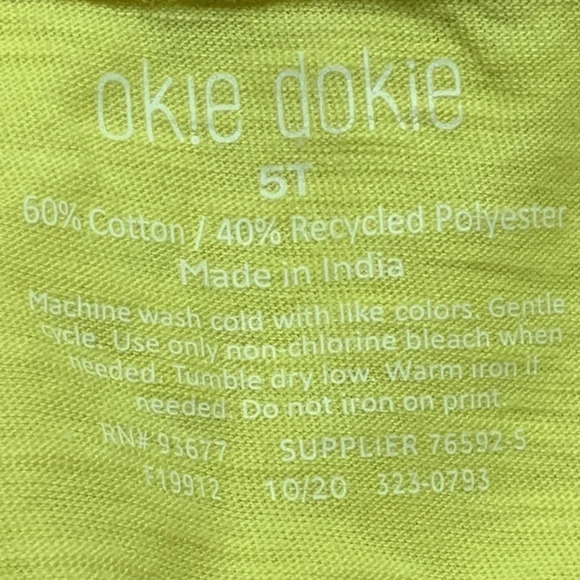 okie dokie
5T
60% Cotton / 40% Recycled Polyester
Made in India
Machine wash cold with like colors. Gentle
cycle. Use only non-chlorine bleach when
needed. Tumble dry low. Warm iron if
needed. Do not iron on print.
RN# 93677 SUPPLIER 76592-5
F19912 10/20 323-0793